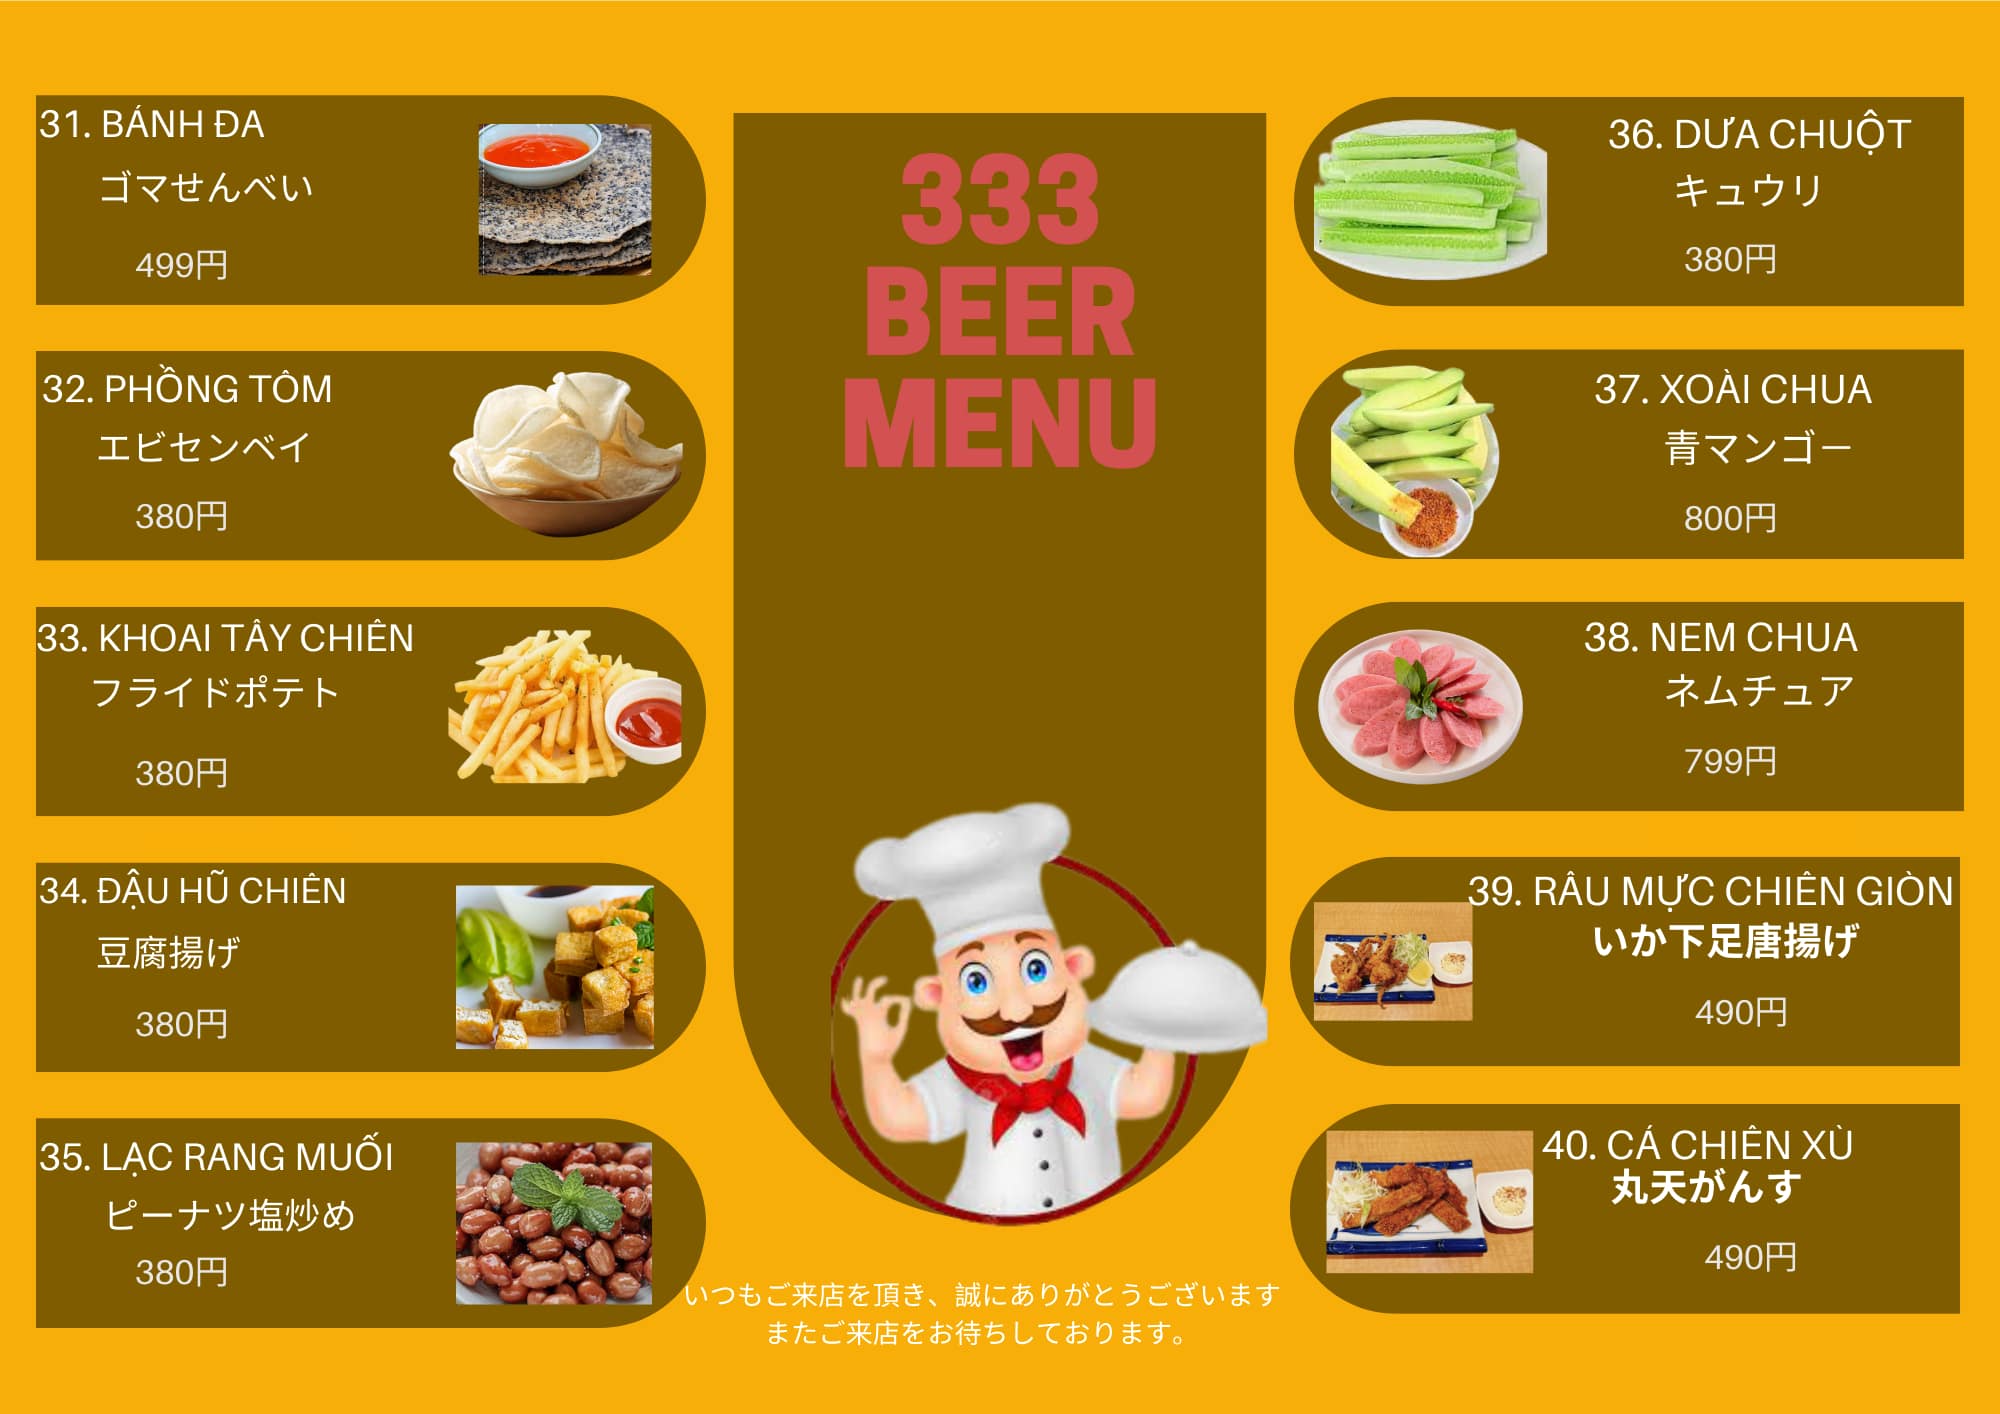 31. BÁNH ĐA
ゴマせんべい
499円
32. PHỒNG TÔM
エビセンベイ
380円
33. KHOAI TÂY CHIÊN
フライドポテト
380円
34. ĐẬU HŨ CHIÊN
豆腐揚げ
380円
35. LẠC RANG MUỐI
ピーナツ塩炒め
380円
333
BEER
MENU
36. DƯA CHUỘT
キュウリ
380円
37. XOÀI CHUA
青マンゴー
800円
38. NEM CHUA
ネムチュア
799円
39. RÂU MỰC CHIÊN GIÒN
いか下足唐揚げ
490円
40. CÁ CHIÊN XÙ
丸天がんす
490円
いつもご来店を頂き、誠にありがとうございます
またご来店をお待ちしております。